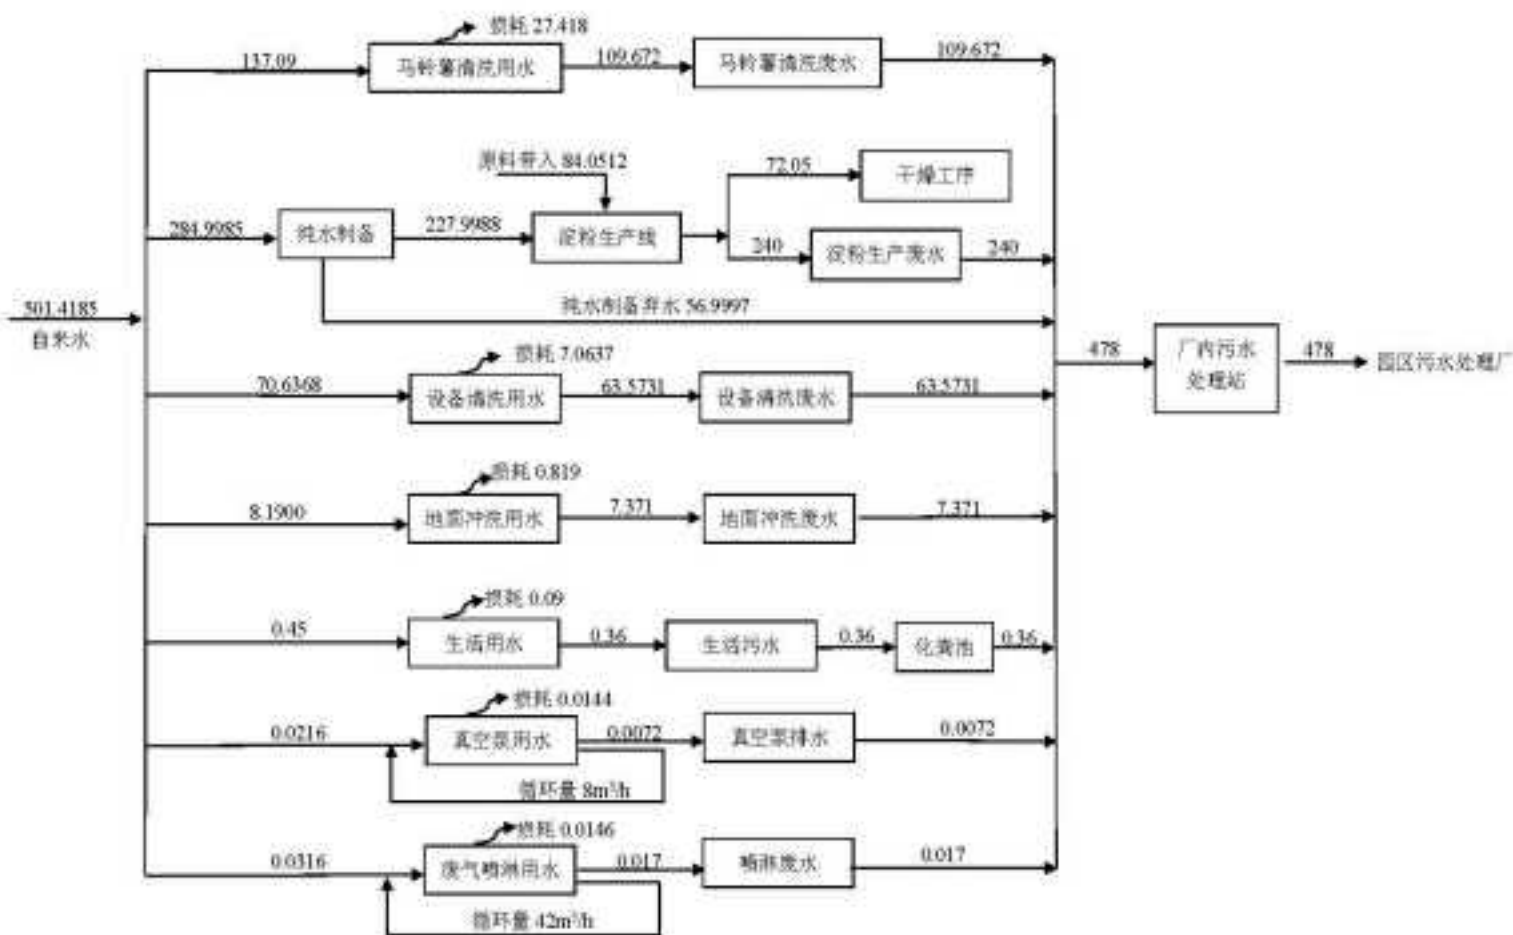 损耗 27.418
137.09
马铃薯清洗用水
109.672
马铃薯清洗废水
109.672
原料带入 84.0512
72.05
干燥工序
284.9985
纯水制备
227.9988
淀粉生产线
240
淀粉生产废水
240
纯水制备弃水 56.9997
501.4185
自来水
478
厂内污水
处理站
478
园区污水处理厂
损耗 7.0637
70.6368
设备清洗用水
63.5731
设备清洗废水
63.5731
损耗 0.819
8.1900
地面冲洗用水
7.371
地面冲洗废水
7.371
损耗 0.09
0.45
生活用水
0.36
生活污水
0.36
化粪池
0.36
损耗 0.0144
0.0216
真空泵用水
0.0072
真空泵排水
0.0072
循环量 8m³/h
损耗 0.0146
0.0316
废气喷淋用水
0.017
喷淋废水
0.017
循环量 42m³/h